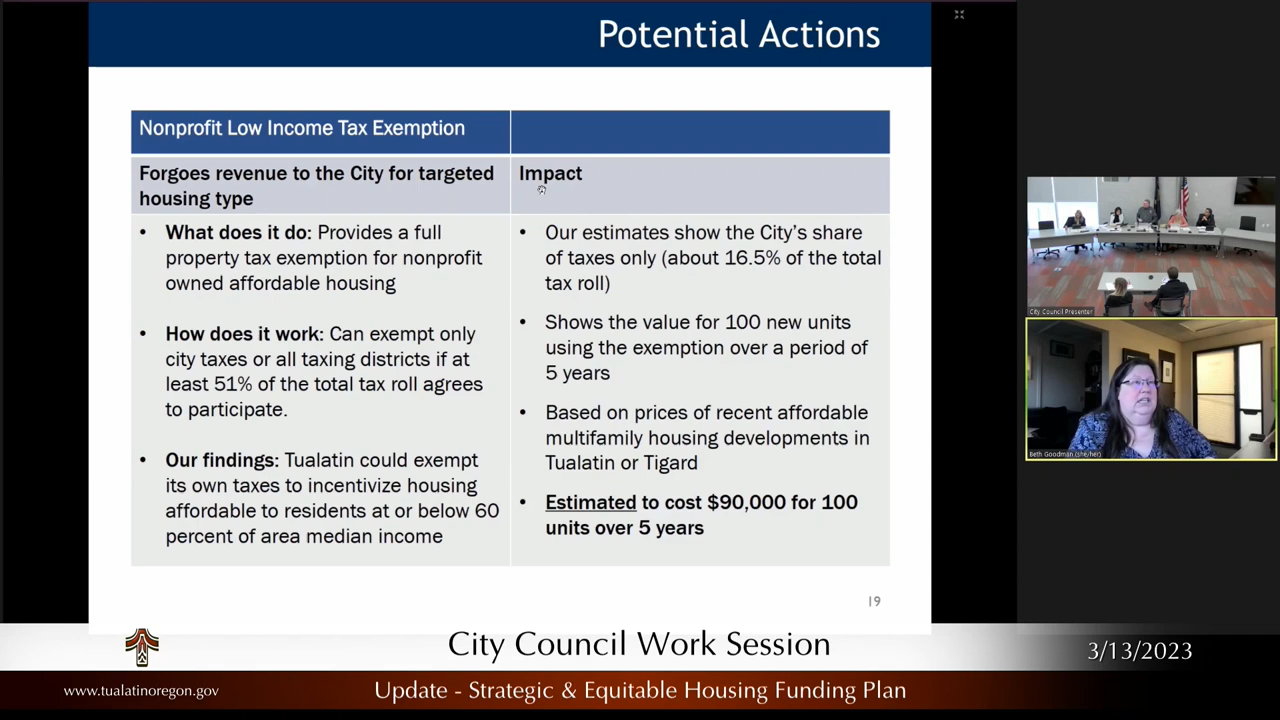 Potential Actions
Nonprofit Low Income Tax Exemption
Forgoes revenue to the City for targeted
housing type
Impact
• What does it do: Provides a full
property tax exemption for nonprofit
owned affordable housing
• How does it work: Can exempt only
city taxes or all taxing districts if at
least 51% of the total tax roll agrees
to participate.
• Our findings: Tualatin could exempt
its own taxes to incentivize housing
affordable to residents at or below 60
percent of area median income
• Our estimates show the City’s share
of taxes only (about 16.5% of the total
tax roll)
• Shows the value for 100 new units
using the exemption over a period of
5 years
• Based on prices of recent affordable
multifamily housing developments in
Tualatin or Tigard
• Estimated to cost $90,000 for 100
units over 5 years
19
City Council Presenter
Beth Goodman (she/her)
City Council Work Session
3/13/2023
www.tualatinoregon.gov
Update - Strategic & Equitable Housing Funding Plan